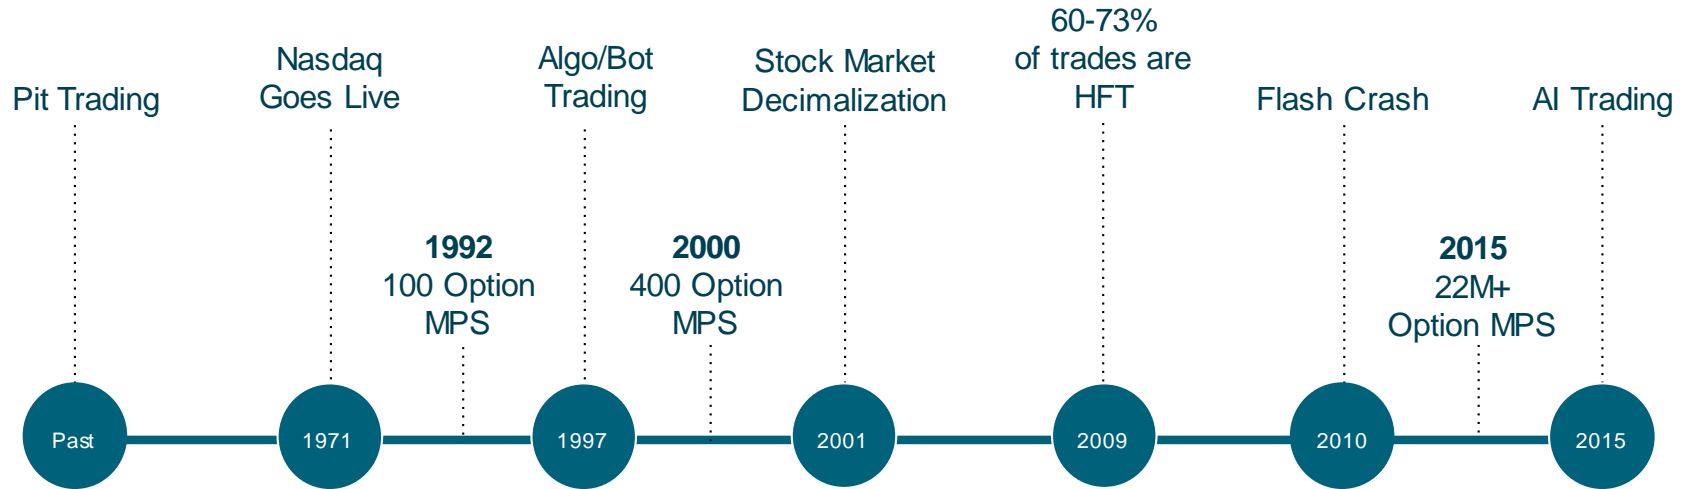 Pit Trading
Nasdaq
Goes Live
Algo/Bot
Trading
Stock Market
Decimalization
60-73%
of trades are
HFT
Flash Crash
AI Trading
1992
100 Option
MPS
2000
400 Option
MPS
2015
22M+
Option MPS
Past
1971
1997
2001
2009
2010
2015